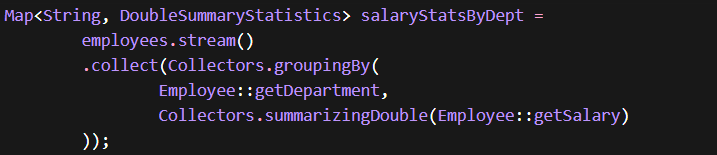 Map<String, DoubleSummaryStatistics> salaryStatsByDept =
        employees.stream()
        .collect(Collectors.groupingBy(
                Employee::getDepartment,
                Collectors.summarizingDouble(Employee::getSalary)
        ));